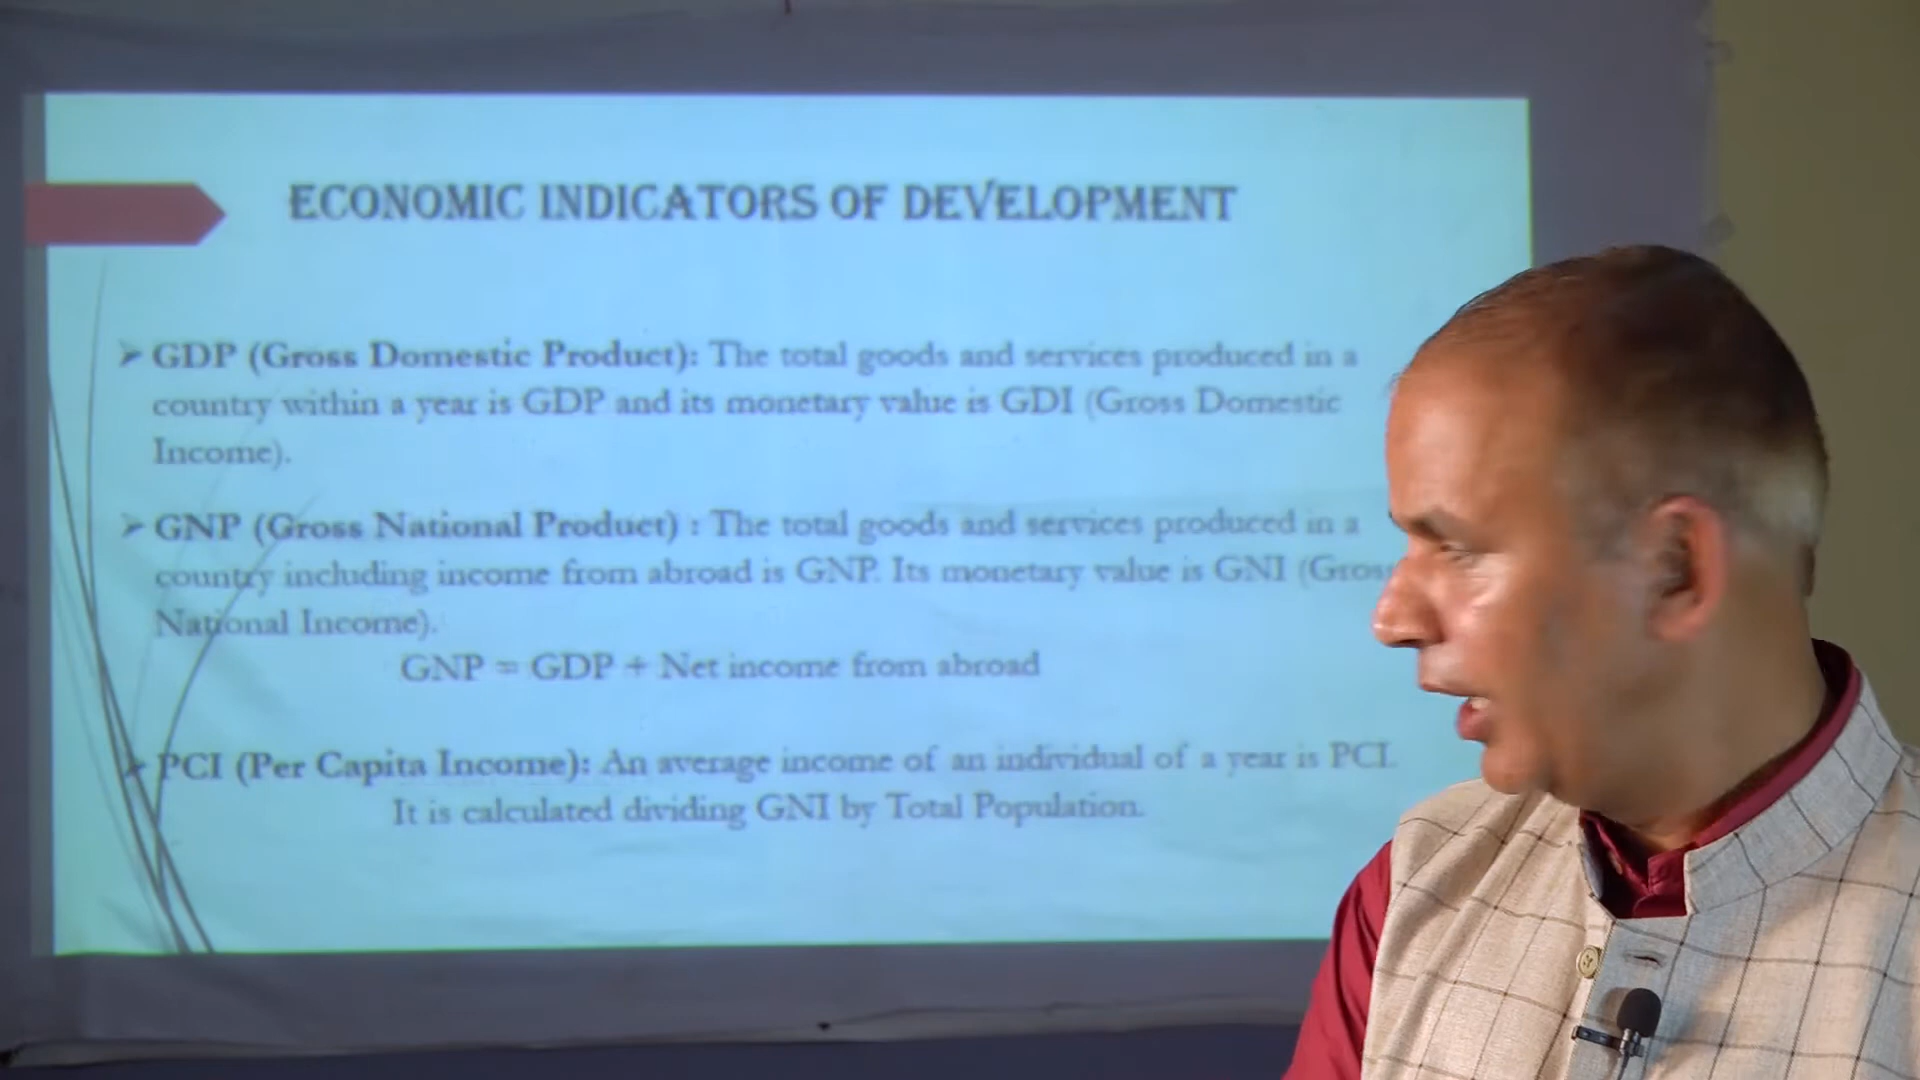 ECONOMIC INDICATORS OF DEVELOPMENT
➤ GDP (Gross Domestic Product): The total goods and services produced in a
country within a year is GDP and its monetary value is GDI (Gross Domestic
Income).
➤ GNP (Gross National Product) : The total goods and services produced in a
country including income from abroad is GNP. Its monetary value is GNI (Gros
National Income).
GNP = GDP + Net income from abroad
➤ PCI (Per Capita Income): An average income of an individual of a year is PCI.
It is calculated dividing GNI by Total Population.